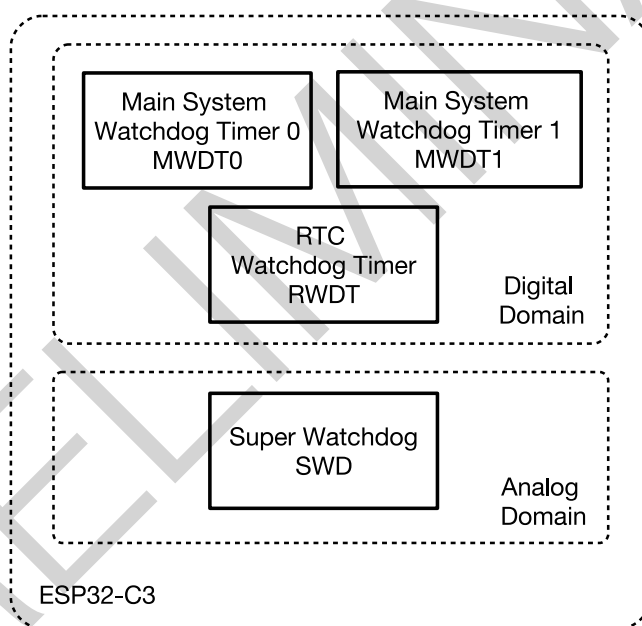 Main System
Watchdog Timer 0
MWDT0
Main System
Watchdog Timer 1
MWDT1
RTC
Watchdog Timer
RWDT
Digital
Domain
Super Watchdog
SWD
Analog
Domain
ESP32-C3